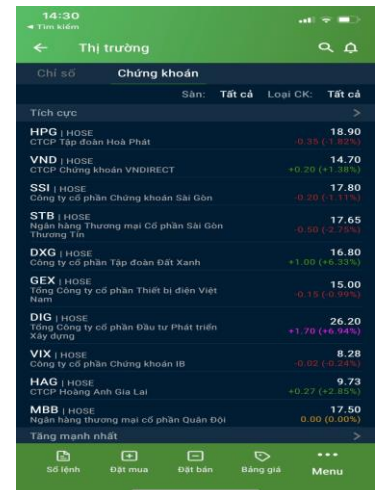 14:30
◂ Tìm kiếm
← Thị trường
Chỉ số Chứng khoán
Sàn: Tất cả Loại CK: Tất cả
Tích cực >
HPG | HOSE 18.90
CTCP Tập đoàn Hoà Phát -0.35 (-1.82%)
VND | HOSE 14.70
CTCP Chứng khoán VNDIRECT +0.20 (+1.38%)
SSI | HOSE 17.80
Công ty cổ phần Chứng khoán Sài Gòn -0.20 (-1.11%)
STB | HOSE 17.65
Ngân hàng Thương mại Cổ phần Sài Gòn -0.50 (-2.75%)
Thương Tín
DXG | HOSE 16.80
Công ty cổ phần Tập đoàn Đất Xanh +1.00 (+6.33%)
GEX | HOSE 15.00
Tổng Công ty cổ phần Thiết bị điện Việt -0.15 (-0.99%)
Nam
DIG | HOSE 26.20
Tổng Công ty cổ phần Đầu tư Phát triển +1.70 (+6.94%)
Xây dựng
VIX | HOSE 8.28
Công ty cổ phần Chứng khoán IB -0.02 (-0.24%)
HAG | HOSE 9.73
CTCP Hoàng Anh Gia Lai +0.27 (+2.85%)
MBB | HOSE 17.50
Ngân hàng thương mại cổ phần Quân Đội 0.00 (0.00%)
Tăng mạnh nhất >
Sổ lệnh Đặt mua Đặt bán Bảng giá Menu